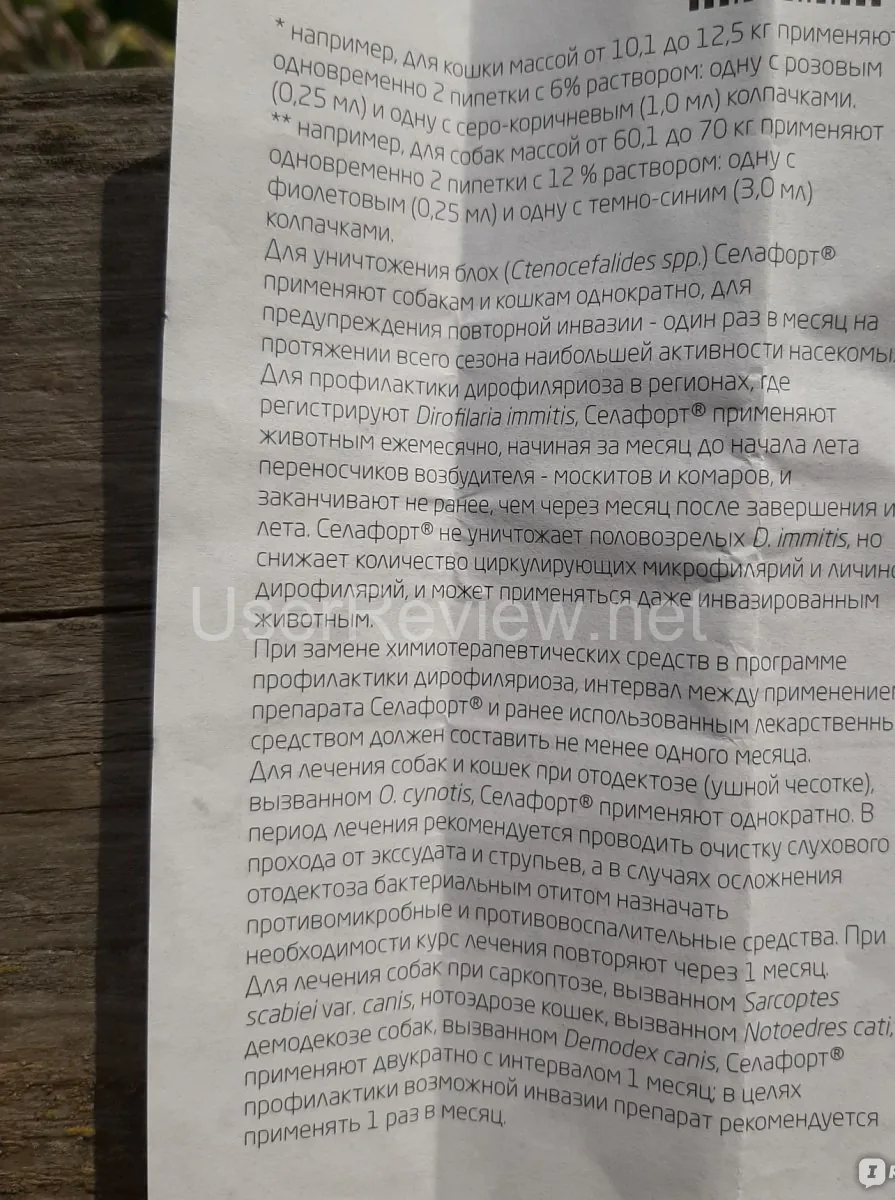 * например, для кошки массой от 10,1 до 12,5 кг применяют
одновременно 2 пипетки с 6% раствором: одну с розовым
(0,25 мл) и одну с серо-коричневым (1,0 мл) колпачками.
** например, для собак массой от 60,1 до 70 кг применяют
одновременно 2 пипетки с 12 % раствором: одну с
фиолетовым (0,25 мл) и одну с темно-синим (3,0 мл)
колпачками.
Для уничтожения блох (Ctenocefalides spp.) Селафорт®
применяют собакам и кошкам однократно, для
предупреждения повторной инвазии - один раз в месяц на
протяжении всего сезона наибольшей активности насекомы
Для профилактики дирофиляриоза в регионах, где
регистрируют Dirofilaria immitis, Селафорт® применяют
животным ежемесячно, начиная за месяц до начала лета
переносчиков возбудителя - москитов и комаров, и
заканчивают не ранее, чем через месяц после завершения и
лета. Селафорт® не уничтожает половозрелых D. immitis, но
снижает количество циркулирующих микрофилярий и личино
дирофилярий, и может применяться даже инвазированным
животным.
UserReview.net
При замене химиотерапевтических средств в программе
профилактики дирофиляриоза, интервал между применением
препарата Селафорт® и ранее использованным лекарственны
средством должен составить не менее одного месяца.
Для лечения собак и кошек при отодектозе (ушной чесотке),
вызванном O. cynotis, Селафорт® применяют однократно. В
период лечения рекомендуется проводить очистку слухового
прохода от экссудата и струпьев, а в случаях осложнения
отодектоза бактериальным отитом назначать
противомикробные и противовоспалительные средства. При
необходимости курс лечения повторяют через 1 месяц.
Для лечения собак при саркоптозе, вызванном Sarcoptes
scabiei var. canis, нотоэдрозе кошек, вызванном Notoedres cati,
демодекозе собак, вызванном Demodex canis, Селафорт®
применяют двукратно с интервалом 1 месяц; в целях
профилактики возможной инвазии препарат рекомендуется
применять 1 раз в месяц.